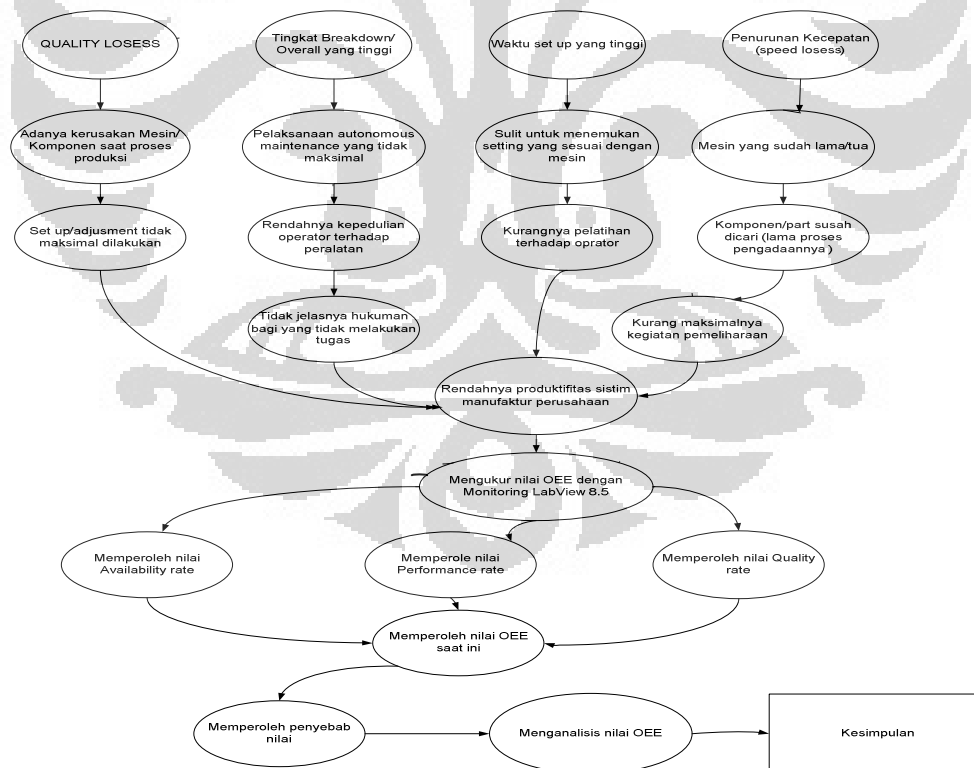 QUALITY LOSESS
Tingkat Breakdown/
Overall yang tinggi
Waktu set up yang tinggi
Penurunan Kecepatan
(speed losess)
Adanya kerusakan Mesin/
Komponen saat proses
produksi
Pelaksanaan autonomous
maintenance yang tidak
maksimal
Sulit untuk menemukan
setting yang sesuai dengan
mesin
Mesin yang sudah lama/tua
Set up/adjusment tidak
maksimal dilakukan
Rendahnya kepedulian
operator terhadap
peralatan
Kurangnya pelatihan
terhadap oprator
Komponen/part susah
dicari (lama proses
pengadaannya )
Tidak jelasnya hukuman
bagi yang tidak melakukan
tugas
Kurang maksimalnya
kegiatan pemeliharaan
Rendahnya produktifitas sistim
manufaktur perusahaan
Mengukur nilai OEE dengan
Monitoring LabView 8.5
Memperoleh nilai
Availability rate
Memperole nilai
Performance rate
Memperoleh nilai Quality
rate
Memperoleh nilai OEE
saat ini
Memperoleh penyebab
nilai
Menganalisis nilai OEE
Kesimpulan